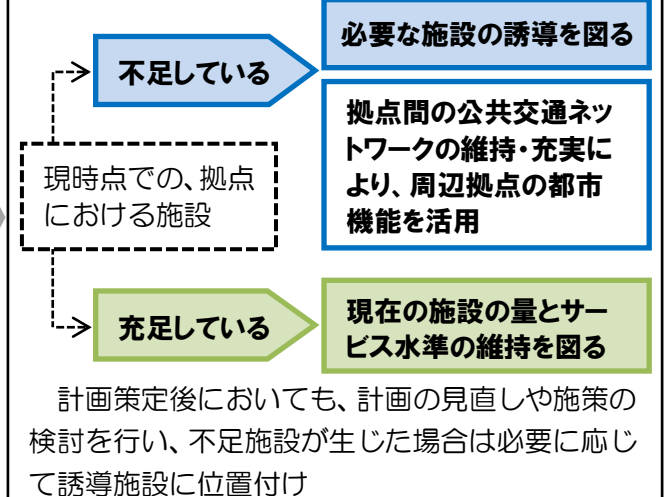 必要な施設の誘導を図る
不足している
拠点間の公共交通ネッ
トワークの維持・充実に
より、周辺拠点の都市
機能を活用
現時点での、拠点
における施設
充足している
現在の施設の量とサー
ビス水準の維持を図る
計画策定後においても、計画の見直しや施策の
検討を行い、不足施設が生じた場合は必要に応じ
て誘導施設に位置付け